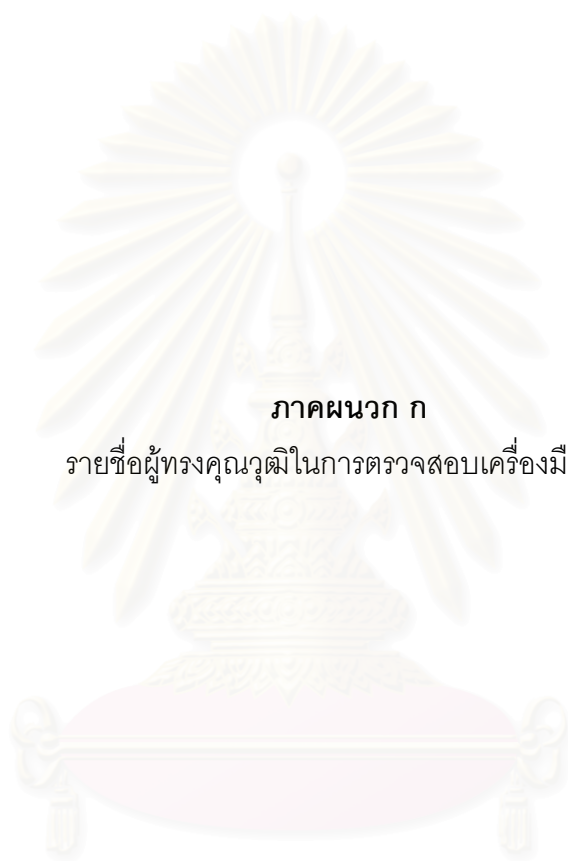 ภาคผนวก ก
รายชื่อผู้ทรงคุณวุฒิในการตรวจสอบเครื่องมื